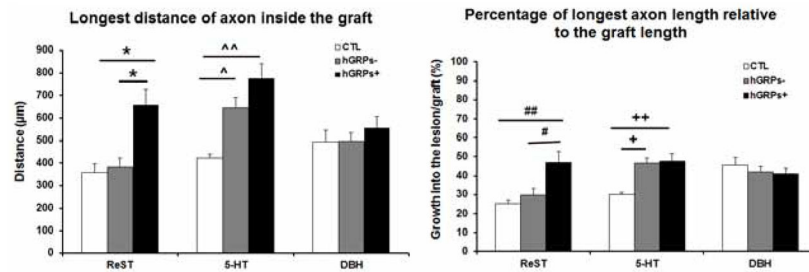 Longest distance of axon inside the graft
Distance (µm)
900
800
700
600
500
400
300
200
100
0
CTL
hGRPs-
hGRPs+
*
*
^^
^
ReST
5-HT
DBH
Percentage of longest axon length relative
to the graft length
Growth into the lesion/graft (%)
100
90
80
70
60
50
40
30
20
10
0
CTL
hGRPs-
hGRPs+
##
#
++
+
ReST
5-HT
DBH